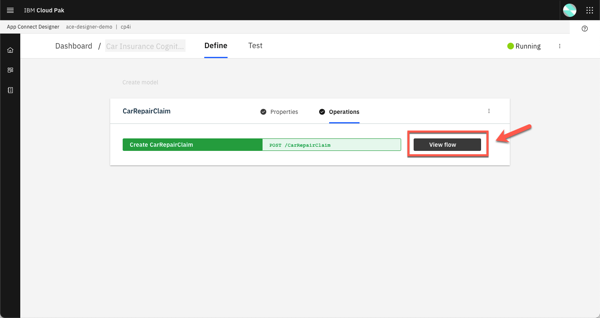 IBM Cloud Pak
App Connect Designer ace-designer-demo | cp4i
Dashboard / Car Insurance Cognit... Define Test Running
Create model
CarRepairClaim Properties Operations
Create CarRepairClaim POST /CarRepairClaim View flow